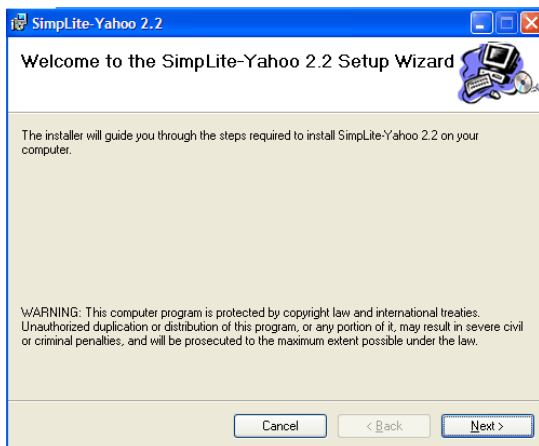 SimpLite-Yahoo 2.2
Welcome to the SimpLite-Yahoo 2.2 Setup Wizard
The installer will guide you through the steps required to install SimpLite-Yahoo 2.2 on your
computer.
WARNING: This computer program is protected by copyright law and international treaties.
Unauthorized duplication or distribution of this program, or any portion of it, may result in severe civil
or criminal penalties, and will be prosecuted to the maximum extent possible under the law.
Cancel < Back Next >